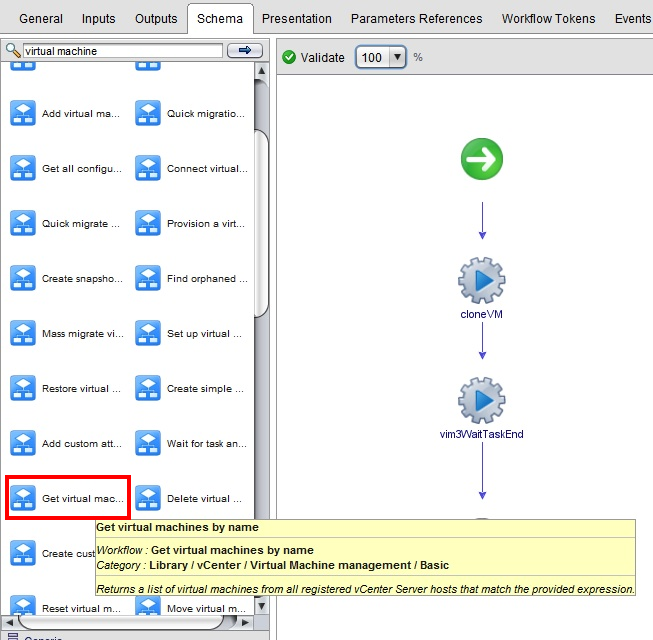 General Inputs Outputs Schema Presentation Parameters References Workflow Tokens Events
virtual machine
Validate 100 %
Add virtual ma... Quick migratio...
Get all configu... Connect virtual...
Quick migrate ... Provision a virt...
Create snapsho... Find orphaned ...
Mass migrate vi... Set up virtual ...
Restore virtual ... Create simple ...
Add custom att... Wait for task an...
Get virtual mac... Delete virtual ...
Create cust
Reset virtual m... Move virtual m...
Generic
cloneVM
vim3WaitTaskEnd
Get virtual machines by name
Workflow : Get virtual machines by name
Category : Library / vCenter / Virtual Machine management / Basic
Returns a list of virtual machines from all registered vCenter Server hosts that match the provided expression.